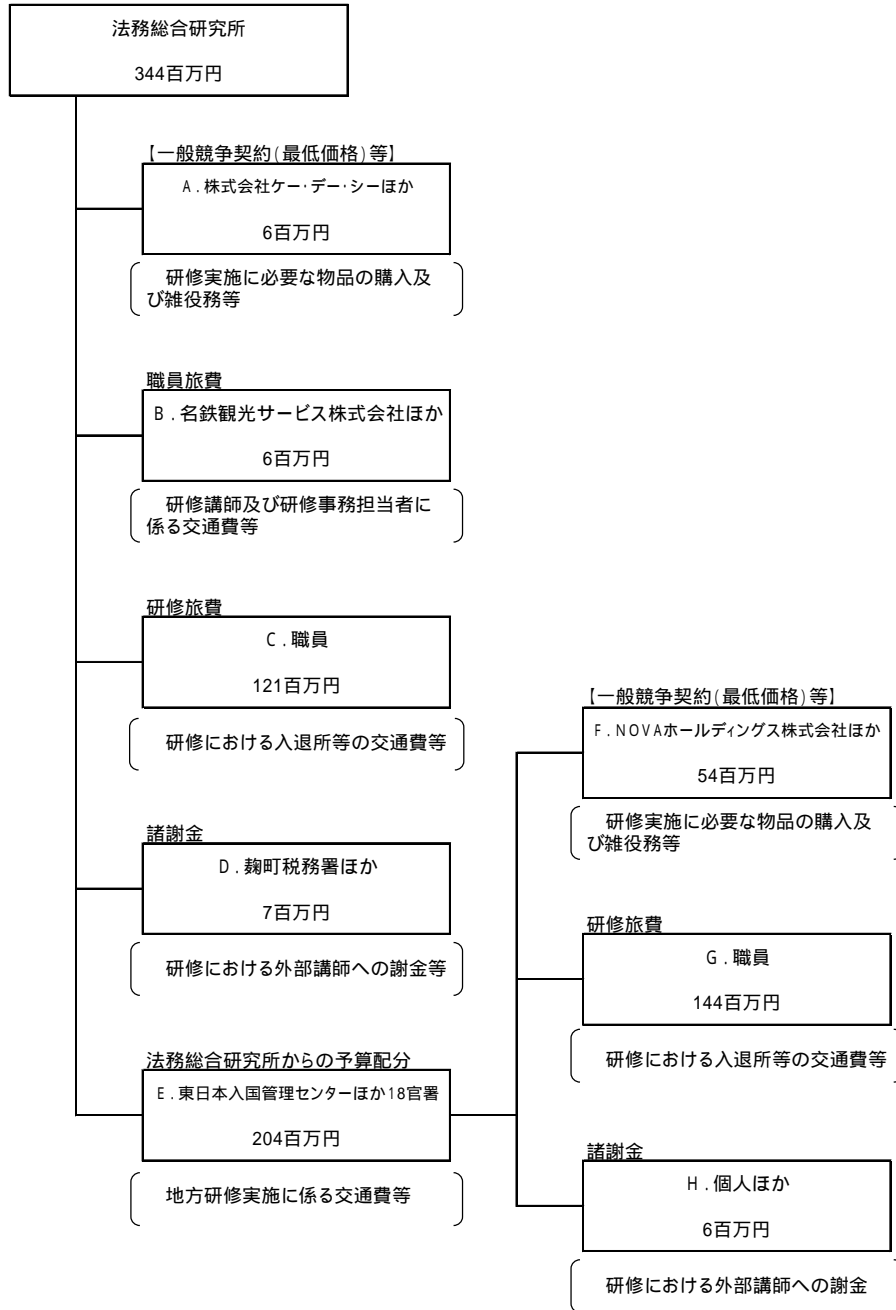 法務総合研究所
344百万円
【一般競争契約(最低価格)等】
A．株式会社ケー・デー・シーほか
6百万円
研修実施に必要な物品の購入及
び雑役務等
職員旅費
B．名鉄観光サービス株式会社ほか
6百万円
研修講師及び研修事務担当者に
係る交通費等
研修旅費
C．職員
121百万円
研修における入退所等の交通費等
諸謝金
D．麹町税務署ほか
7百万円
研修における外部講師への謝金等
法務総合研究所からの予算配分
E．東日本入国管理センターほか18官署
204百万円
地方研修実施に係る交通費等
【一般競争契約(最低価格)等】
F．NOVAホールディングス株式会社ほか
54百万円
研修実施に必要な物品の購入及
び雑役務等
研修旅費
G．職員
144百万円
研修における入退所等の交通費等
諸謝金
H．個人ほか
6百万円
研修における外部講師への謝金